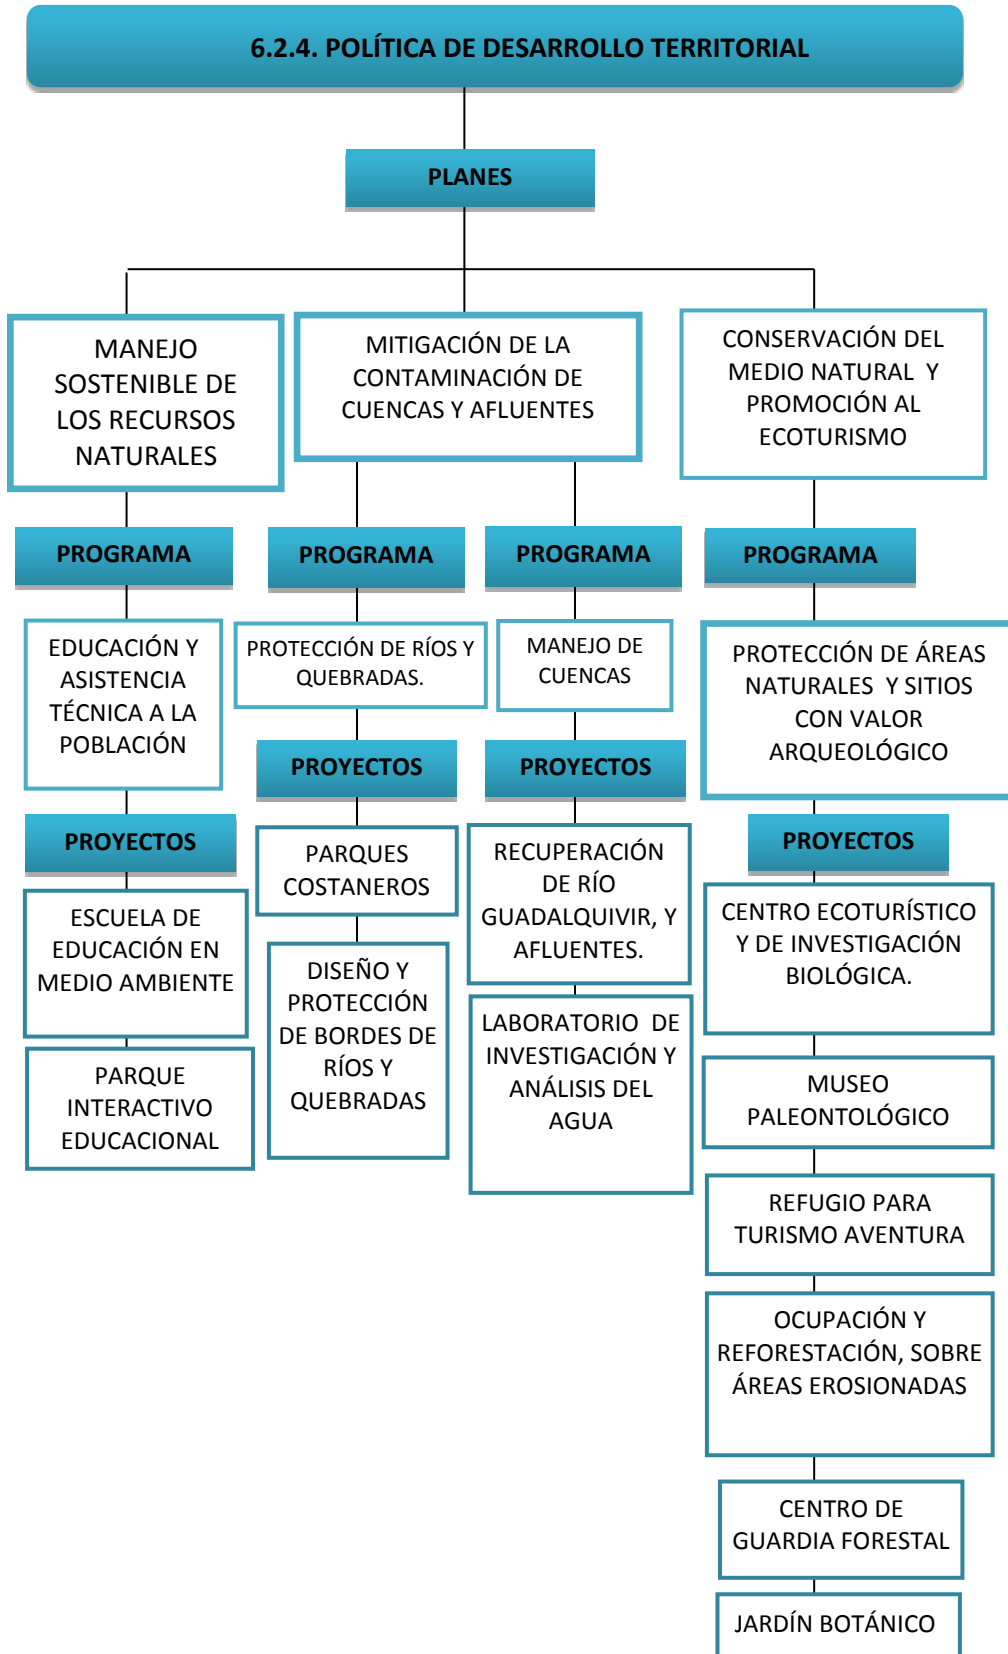 6.2.4. POLÍTICA DE DESARROLLO TERRITORIAL
PLANES
MANEJO
SOSTENIBLE DE
LOS RECURSOS
NATURALES
PROGRAMA
EDUCACIÓN Y
ASISTENCIA
TÉCNICA A LA
POBLACIÓN
PROYECTOS
ESCUELA DE
EDUCACIÓN EN
MEDIO AMBIENTE
PARQUE
INTERACTIVO
EDUCACIONAL
MITIGACIÓN DE LA
CONTAMINACIÓN DE
CUENCAS Y AFLUENTES
PROGRAMA
PROTECCIÓN DE RÍOS Y
QUEBRADAS.
PROYECTOS
PARQUES
COSTANEROS
DISEÑO Y
PROTECCIÓN
DE BORDES DE
RÍOS Y
QUEBRADAS
PROGRAMA
MANEJO DE
CUENCAS
PROYECTOS
RECUPERACIÓN
DE RÍO
GUADALQUIVIR, Y
AFLUENTES.
LABORATORIO DE
INVESTIGACIÓN Y
ANÁLISIS DEL
AGUA
CONSERVACIÓN DEL
MEDIO NATURAL Y
PROMOCIÓN AL
ECOTURISMO
PROGRAMA
PROTECCIÓN DE ÁREAS
NATURALES Y SITIOS
CON VALOR
ARQUEOLÓGICO
PROYECTOS
CENTRO ECOTURÍSTICO
Y DE INVESTIGACIÓN
BIOLÓGICA.
MUSEO
PALEONTOLÓGICO
REFUGIO PARA
TURISMO AVENTURA
OCUPACIÓN Y
REFORESTACIÓN, SOBRE
ÁREAS EROSIONADAS
CENTRO DE
GUARDIA FORESTAL
JARDÍN BOTÁNICO